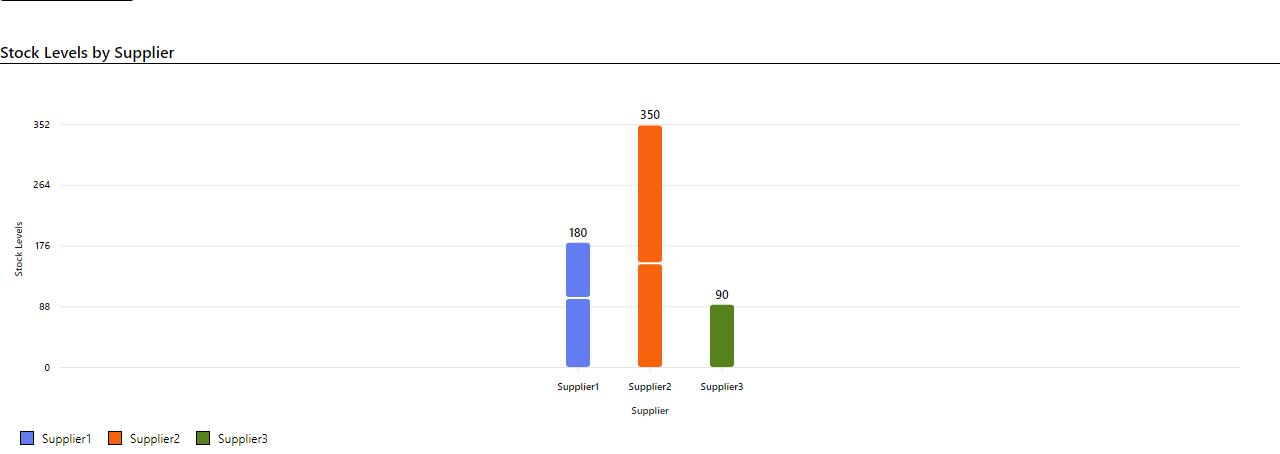 Stock Levels by Supplier
350
352
264
180
176
Stock Levels
90
88
0
Supplier1 Supplier2 Supplier3
Supplier
Supplier1 Supplier2 Supplier3